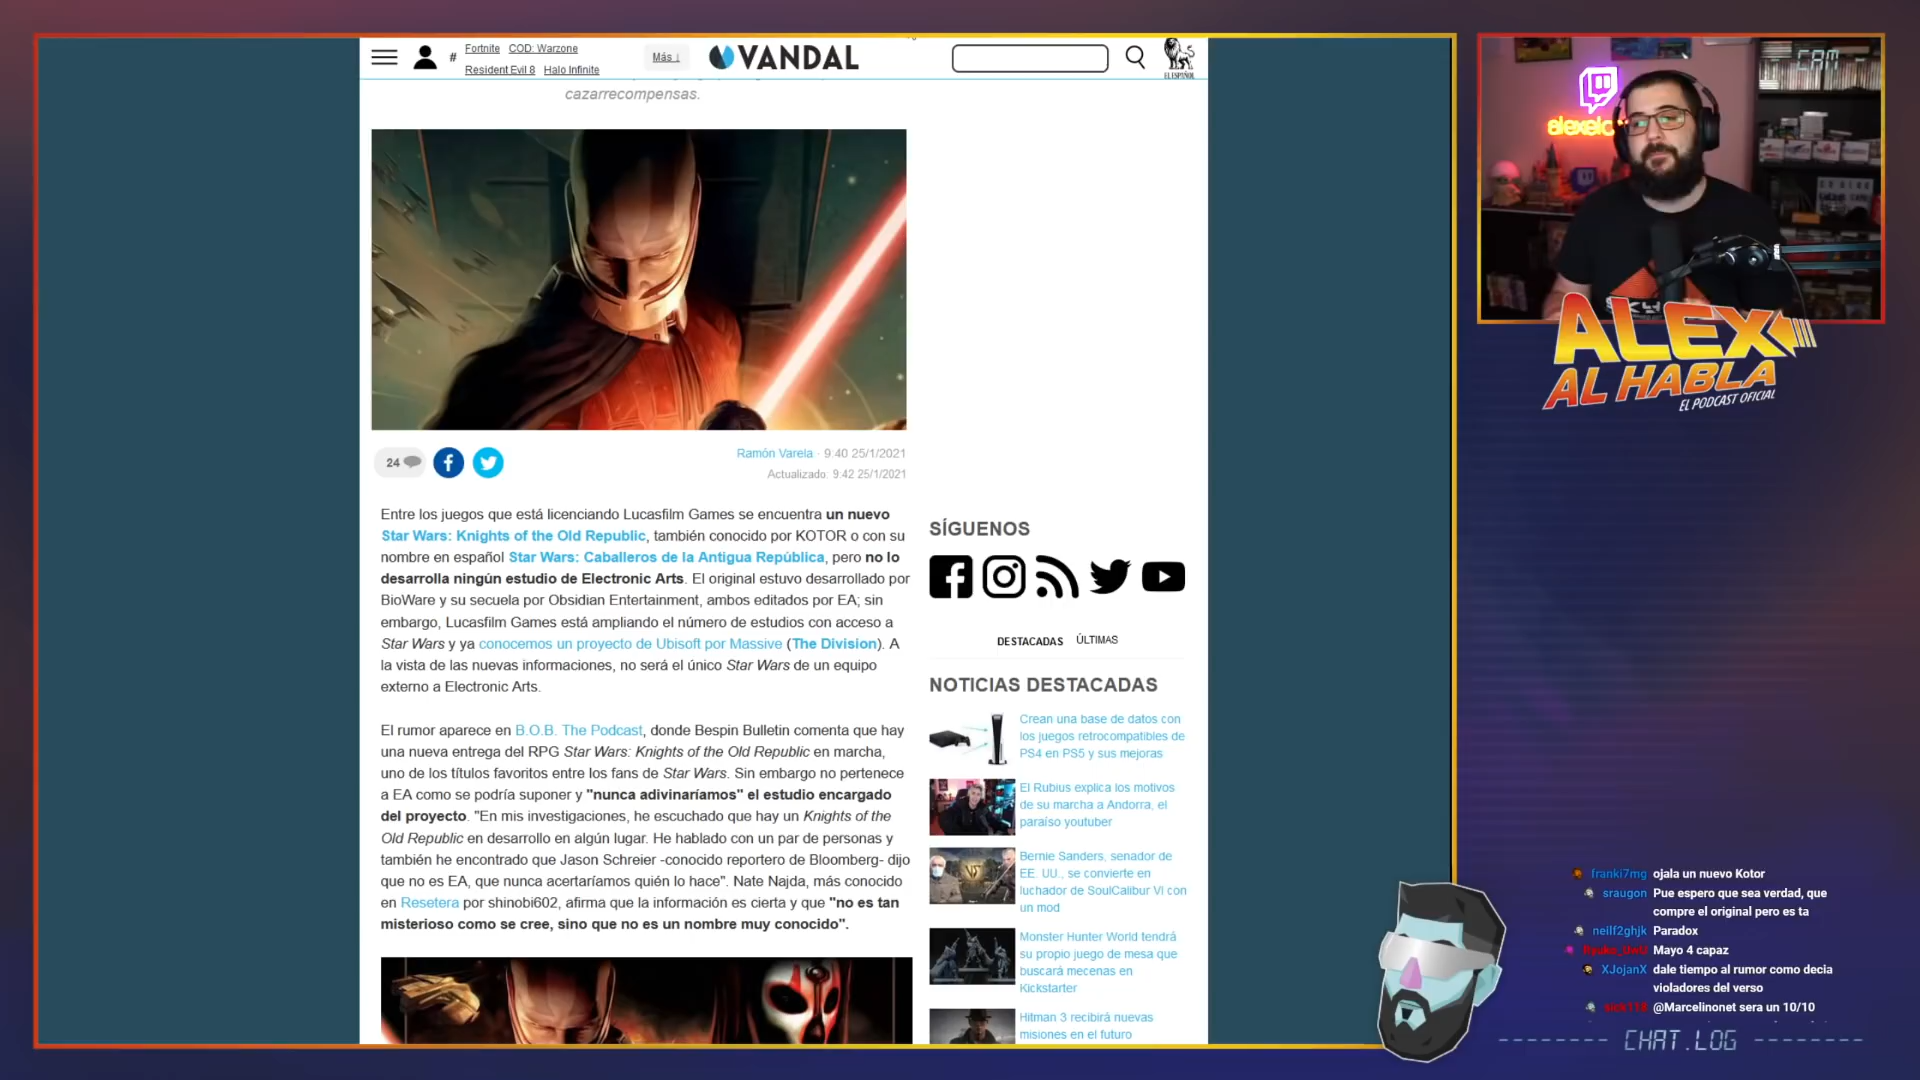 Fortnite COD: Warzone
# Más ↓ VANDAL
Resident Evil 8 Halo Infinite
EL ESPAÑOL
cazarrecompensas.
24
Ramón Varela · 9:40 25/1/2021
Actualizado: 9:42 25/1/2021
Entre los juegos que está licenciando Lucasfilm Games se encuentra un nuevo
Star Wars: Knights of the Old Republic, también conocido por KOTOR o con su
nombre en español Star Wars: Caballeros de la Antigua República, pero no lo
desarrolla ningún estudio de Electronic Arts. El original estuvo desarrollado por
BioWare y su secuela por Obsidian Entertainment, ambos editados por EA; sin
embargo, Lucasfilm Games está ampliando el número de estudios con acceso a
Star Wars y ya conocemos un proyecto de Ubisoft por Massive (The Division). A
la vista de las nuevas informaciones, no será el único Star Wars de un equipo
externo a Electronic Arts.
El rumor aparece en B.O.B. The Podcast, donde Bespin Bulletin comenta que hay
una nueva entrega del RPG Star Wars: Knights of the Old Republic en marcha,
uno de los títulos favoritos entre los fans de Star Wars. Sin embargo no pertenece
a EA como se podría suponer y "nunca adivinaríamos" el estudio encargado
del proyecto. "En mis investigaciones, he escuchado que hay un Knights of the
Old Republic en desarrollo en algún lugar. He hablado con un par de personas y
también he encontrado que Jason Schreier -conocido reportero de Bloomberg- dijo
que no es EA, que nunca acertaríamos quién lo hace". Nate Najda, más conocido
en Resetera por shinobi602, afirma que la información es cierta y que "no es tan
misterioso como se cree, sino que no es un nombre muy conocido".
SÍGUENOS
DESTACADAS ÚLTIMAS
NOTICIAS DESTACADAS
Crean una base de datos con
los juegos retrocompatibles de
PS4 en PS5 y sus mejoras
El Rubius explica los motivos
de su marcha a Andorra, el
paraíso youtuber
Bernie Sanders, senador de
EE. UU., se convierte en
luchador de SoulCalibur VI con
un mod
Monster Hunter World tendrá
su propio juego de mesa que
buscará mecenas en
Kickstarter
Hitman 3 recibirá nuevas
misiones en el futuro
CAM
ALEX
AL HABLA
EL PODCAST OFICIAL
franki7mg ojala un nuevo Kotor
sraugon Pue espero que sea verdad, que
compre el original pero es ta
neilf2ghjk Paradox
Mayo 4 capaz
XJojanX dale tiempo al rumor como decia
violadores del verso
@Marcelinonet sera un 10/10
CHAT.LOG